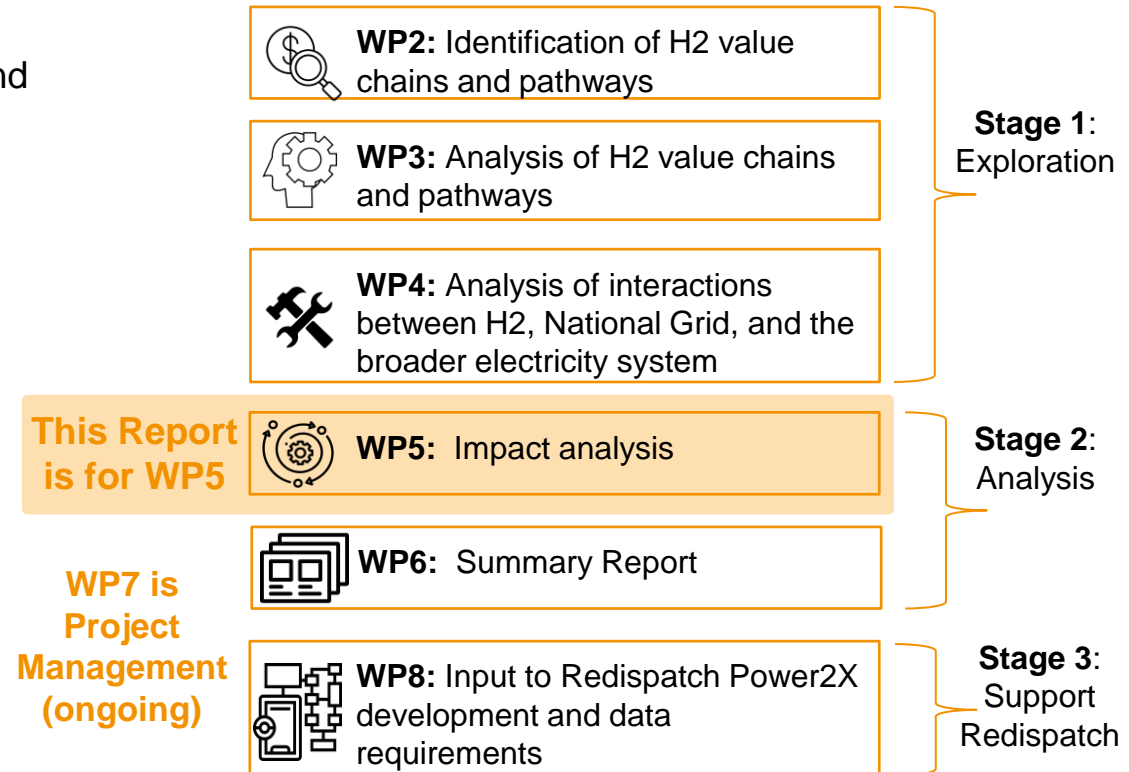 nd
WP2: Identification of H2 value
chains and pathways
WP3: Analysis of H2 value chains
and pathways
WP4: Analysis of interactions
between H2, National Grid, and the
broader electricity system
Stage 1:
Exploration
This Report
is for WP5
WP5: Impact analysis
WP6: Summary Report
Stage 2:
Analysis
WP7 is
Project
Management
(ongoing)
WP8: Input to Redispatch Power2X
development and data
requirements
Stage 3:
Support
Redispatch